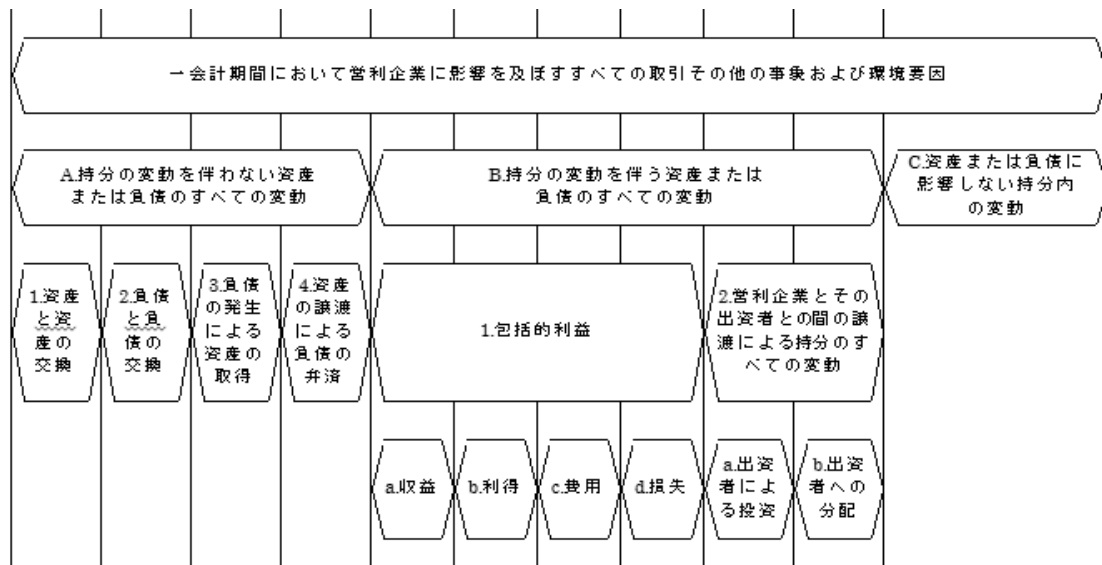 一会計期間において営利企業に影響を及ぼすすべての取引その他の事象および環境要因
A.持分の変動を伴わない資産
または負債のすべての変動
B.持分の変動を伴う資産または
負債のすべての変動
C.資産または負債に
影響しない持分内
の変動
1.資産
と資
産の
交換
2.負債
と負
債の
交換
3.負債
の発生
による
資産の
取得
4.資産
の譲渡
による
負債の
弁済
1.包括的利益
2.営利企業とその
出資者との間の譲
渡による持分のす
べての変動
a.収益
b.利得
c.費用
d.損失
a.出資
者によ
る投資
b.出資
者への
分配